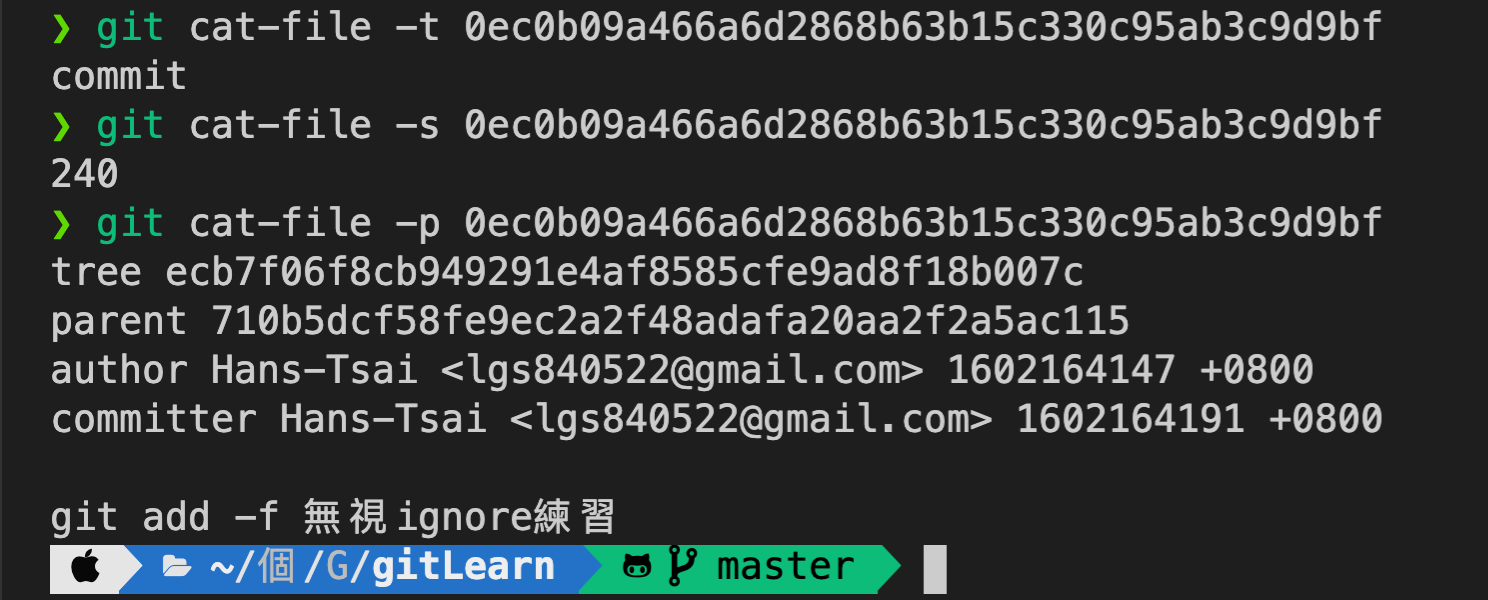 ❯ git cat-file -t 0ec0b09a466a6d2868b63b15c330c95ab3c9d9bf
commit
❯ git cat-file -s 0ec0b09a466a6d2868b63b15c330c95ab3c9d9bf
240
❯ git cat-file -p 0ec0b09a466a6d2868b63b15c330c95ab3c9d9bf
tree ecb7f06f8cb949291e4af8585cfe9ad8f18b007c
parent 710b5dcf58fe9ec2a2f48adafa20aa2f2a5ac115
author Hans-Tsai <lgs840522@gmail.com> 1602164147 +0800
committer Hans-Tsai <lgs840522@gmail.com> 1602164191 +0800
git add -f 無視ignore練習
~/個/G/gitLearn master